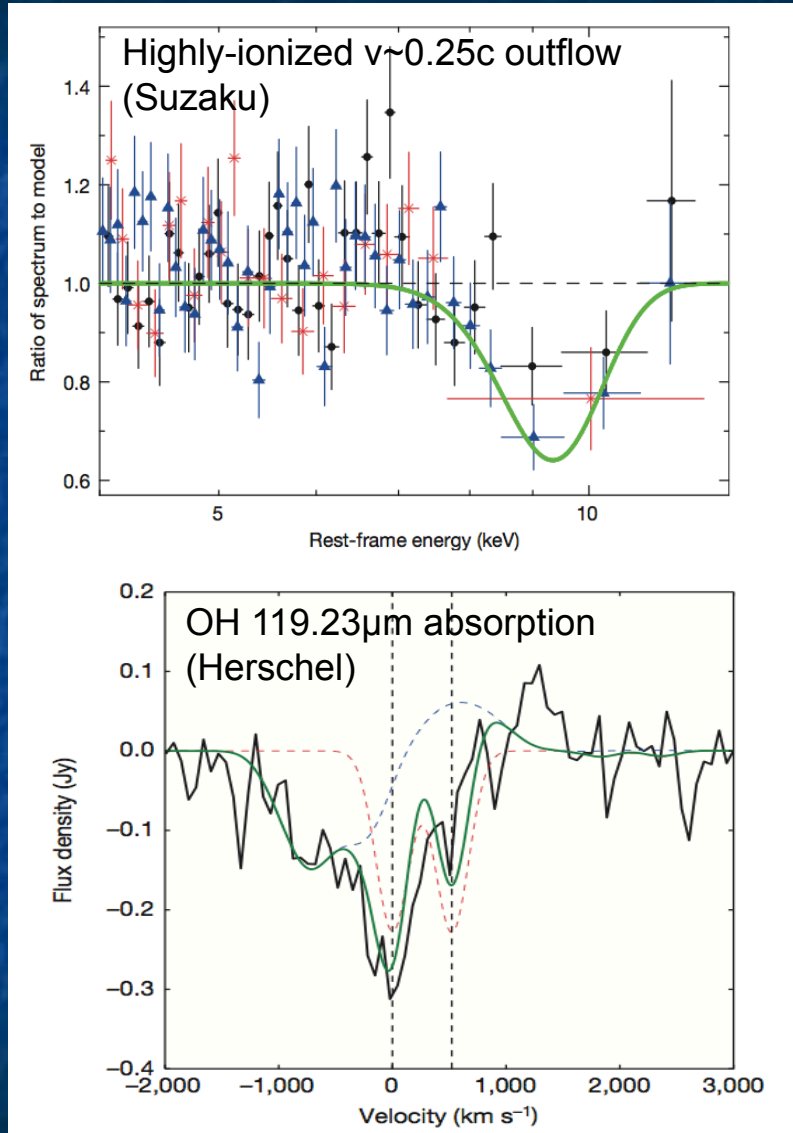 Highly-ionized v~0.25c outflow
(Suzaku)
1.4
1.2
1.0
0.8
0.6
Ratio of spectrum to model
5
10
Rest-frame energy (keV)
OH 119.23μm absorption
(Herschel)
0.2
0.1
0.0
−0.1
−0.2
−0.3
−0.4
Flux density (Jy)
−2,000
−1,000
0
1,000
2,000
3,000
Velocity (km s⁻¹)